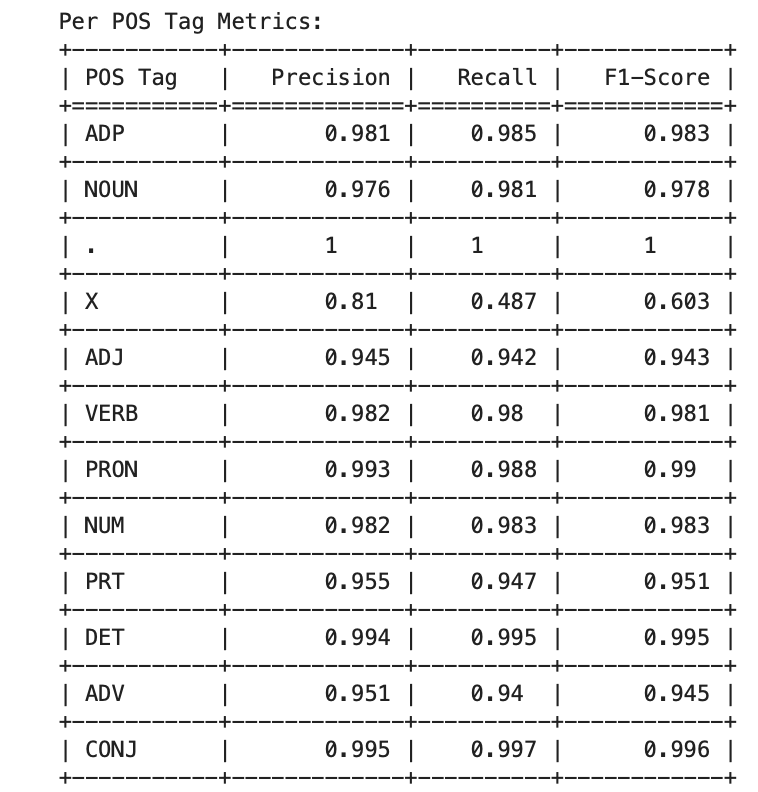 Per POS Tag Metrics:
+-----------+-------------+----------+------------+
| POS Tag   |   Precision |   Recall |   F1-Score |
+===========+=============+==========+============+
| ADP       |       0.981 |    0.985 |      0.983 |
+-----------+-------------+----------+------------+
| NOUN      |       0.976 |    0.981 |      0.978 |
+-----------+-------------+----------+------------+
| .         |       1     |    1     |      1     |
+-----------+-------------+----------+------------+
| X         |       0.81  |    0.487 |      0.603 |
+-----------+-------------+----------+------------+
| ADJ       |       0.945 |    0.942 |      0.943 |
+-----------+-------------+----------+------------+
| VERB      |       0.982 |    0.98  |      0.981 |
+-----------+-------------+----------+------------+
| PRON      |       0.993 |    0.988 |      0.99  |
+-----------+-------------+----------+------------+
| NUM       |       0.982 |    0.983 |      0.983 |
+-----------+-------------+----------+------------+
| PRT       |       0.955 |    0.947 |      0.951 |
+-----------+-------------+----------+------------+
| DET       |       0.994 |    0.995 |      0.995 |
+-----------+-------------+----------+------------+
| ADV       |       0.951 |    0.94  |      0.945 |
+-----------+-------------+----------+------------+
| CONJ      |       0.995 |    0.997 |      0.996 |
+-----------+-------------+----------+------------+